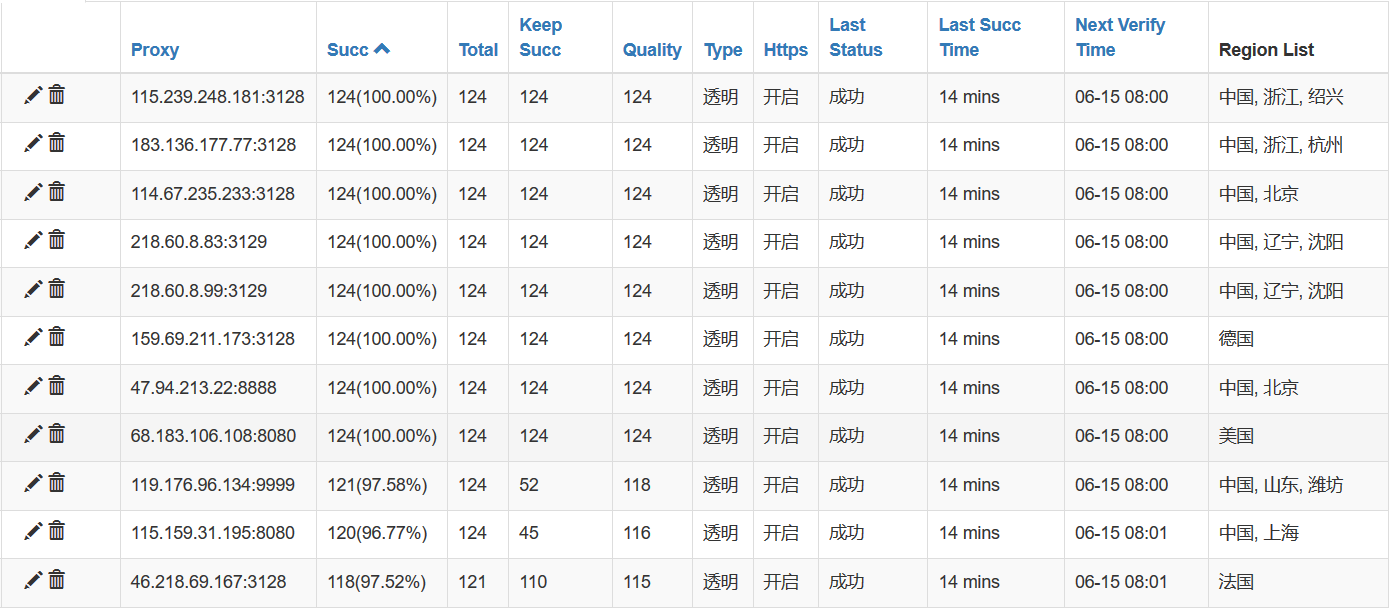 Proxy Succ Total Keep Succ Quality Type Https Last Status Last Succ Time Next Verify Time Region List
115.239.248.181:3128 124(100.00%) 124 124 124 透明 开启 成功 14 mins 06-15 08:00 中国, 浙江, 绍兴
183.136.177.77:3128 124(100.00%) 124 124 124 透明 开启 成功 14 mins 06-15 08:00 中国, 浙江, 杭州
114.67.235.233:3128 124(100.00%) 124 124 124 透明 开启 成功 14 mins 06-15 08:00 中国, 北京
218.60.8.83:3129 124(100.00%) 124 124 124 透明 开启 成功 14 mins 06-15 08:00 中国, 辽宁, 沈阳
218.60.8.99:3129 124(100.00%) 124 124 124 透明 开启 成功 14 mins 06-15 08:00 中国, 辽宁, 沈阳
159.69.211.173:3128 124(100.00%) 124 124 124 透明 开启 成功 14 mins 06-15 08:00 德国
47.94.213.22:8888 124(100.00%) 124 124 124 透明 开启 成功 14 mins 06-15 08:00 中国, 北京
68.183.106.108:8080 124(100.00%) 124 124 124 透明 开启 成功 14 mins 06-15 08:00 美国
119.176.96.134:9999 121(97.58%) 124 52 118 透明 开启 成功 14 mins 06-15 08:00 中国, 山东, 潍坊
115.159.31.195:8080 120(96.77%) 124 45 116 透明 开启 成功 14 mins 06-15 08:01 中国, 上海
46.218.69.167:3128 118(97.52%) 121 110 115 透明 开启 成功 14 mins 06-15 08:01 法国